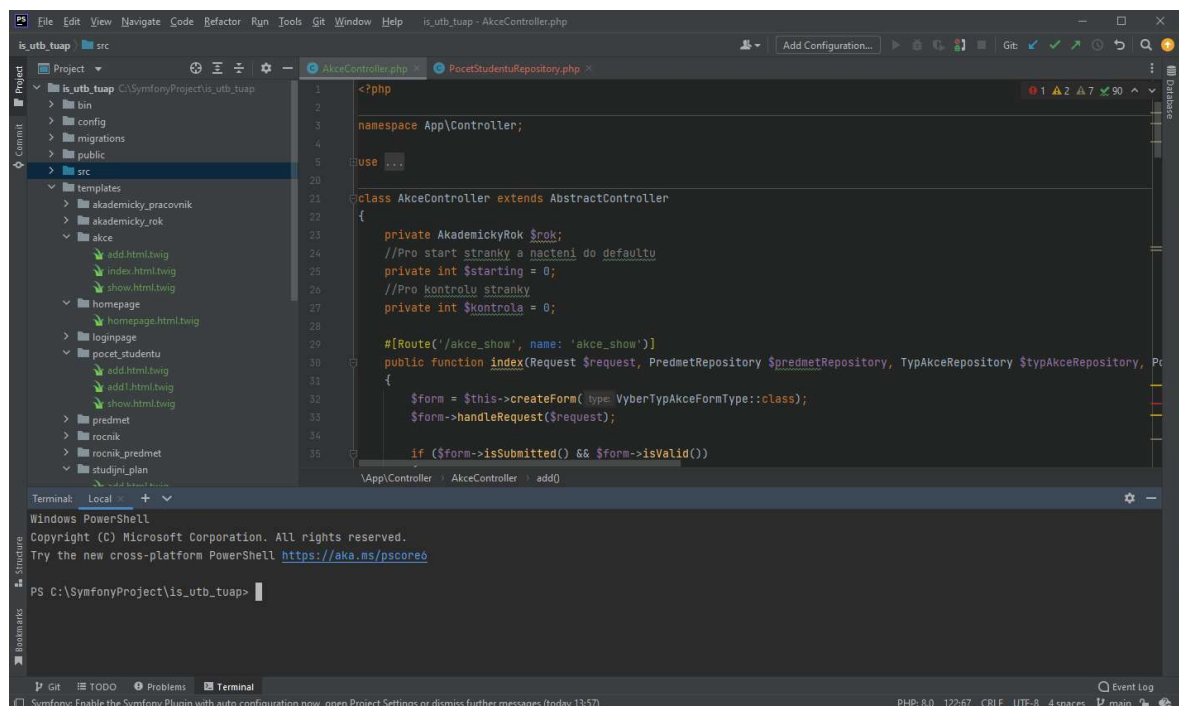 PS File Edit View Navigate Code Refactor Run Tools Git Window Help is_utb_tuap - AkceController.php
is_utb_tuap src Add Configuration... Git:
Project
AkceController.php PocetStudentuRepository.php
Project
Commit
Structure
Bookmarks
Database
is_utb_tuap C:\SymfonyProject\is_utb_tuap
bin
config
migrations
public
src
templates
akademicky_pracovnik
akademicky_rok
akce
add.html.twig
index.html.twig
show.html.twig
homepage
homepage.html.twig
loginpage
pocet_studentu
add.html.twig
add1.html.twig
show.html.twig
predmet
rocnik
rocnik_predmet
studijni_plan
add.html.twig
1 2 7 90
1 <?php
2
3 namespace App\Controller;
4
5 use ...
20
21 class AkceController extends AbstractController
22 {
23 private AkademickyRok $rok;
24 //Pro start stranky a nacteni do defaultu
25 private int $starting = 0;
26 //Pro kontrolu stranky
27 private int $kontrola = 0;
28
29 #[Route('/akce_show', name: 'akce_show')]
30 public function index(Request $request, PredmetRepository $predmetRepository, TypAkceRepository $typAkceRepository, Po
31 {
32 $form = $this->createForm( type: VyberTypAkceFormType::class);
33 $form->handleRequest($request);
34
35 if ($form->isSubmitted() && $form->isValid())
\App\Controller AkceController add()
Terminal: Local
Windows PowerShell
Copyright (C) Microsoft Corporation. All rights reserved.
Try the new cross-platform PowerShell https://aka.ms/pscore6
PS C:\SymfonyProject\is_utb_tuap>
Git TODO Problems Terminal Event Log
Symfony: Enable the Symfony Plugin with auto configuration now, open Project Settings or dismiss further messages (today 13:57) PHP: 8.0 122:67 CRLF UTF-8 4 spaces main